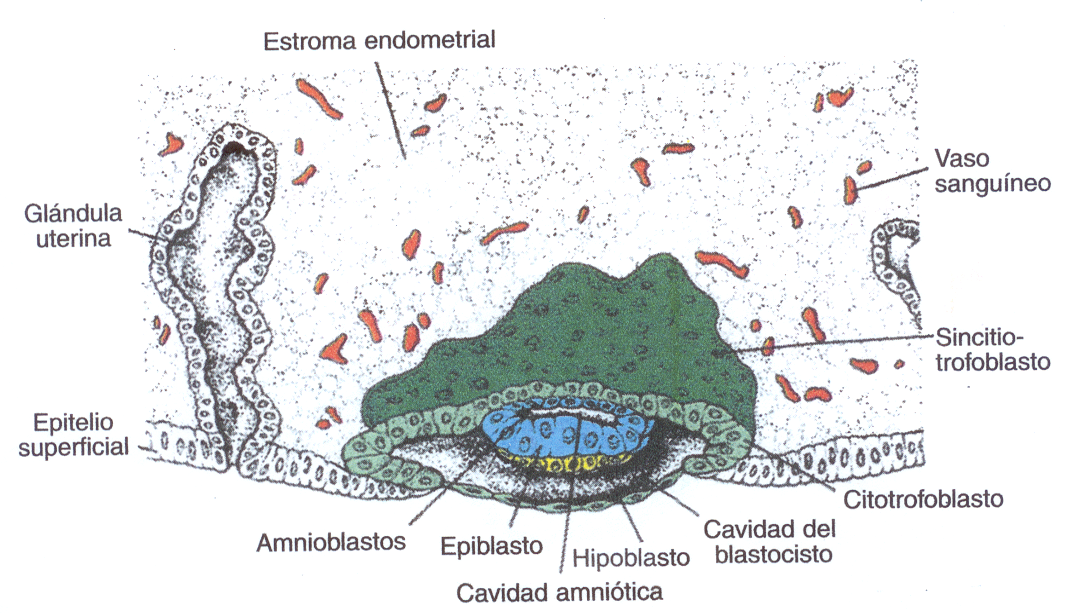 Estroma endometrial
Vaso
sanguíneo
Glándula
uterina
Sincitio-
trofoblasto
Epitelio
superficial
Citotrofoblasto
Amnioblastos
Epiblasto
Hipoblasto
Cavidad del
blastocisto
Cavidad amniótica